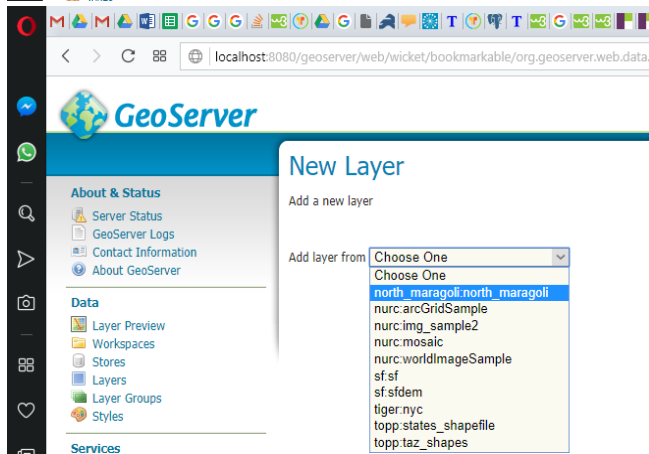 localhost:8080/geoserver/web/wicket/bookmarkable/org.geoserver.web.data.
GeoServer
New Layer
Add a new layer
About & Status
Server Status
GeoServer Logs
Contact Information
About GeoServer
Add layer from Choose One
Choose One
north_maragoli:north_maragoli
nurc:arcGridSample
nurc:img_sample2
nurc:mosaic
nurc:worldImageSample
sf:sf
sf:sfdem
tiger:nyc
topp:states_shapefile
topp:taz_shapes
Data
Layer Preview
Workspaces
Stores
Layers
Layer Groups
Styles
Services